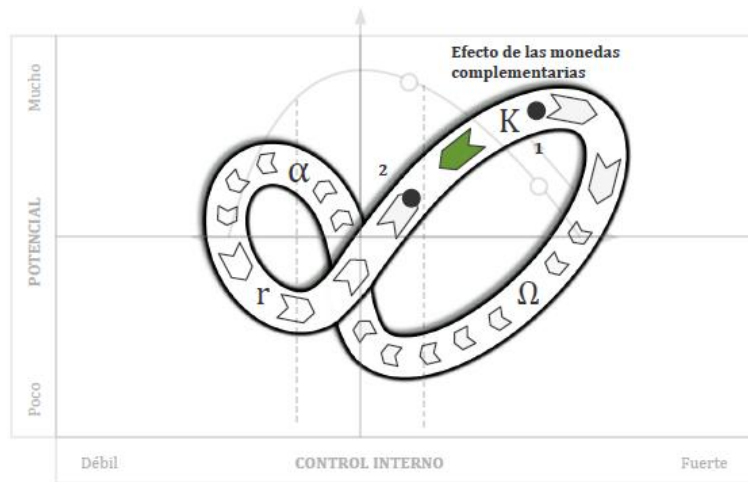 Efecto de las monedas
complementarias
Mucho
K
1
2
α
POTENCIAL
r
Ω
Poco
Débil
CONTROL INTERNO
Fuerte